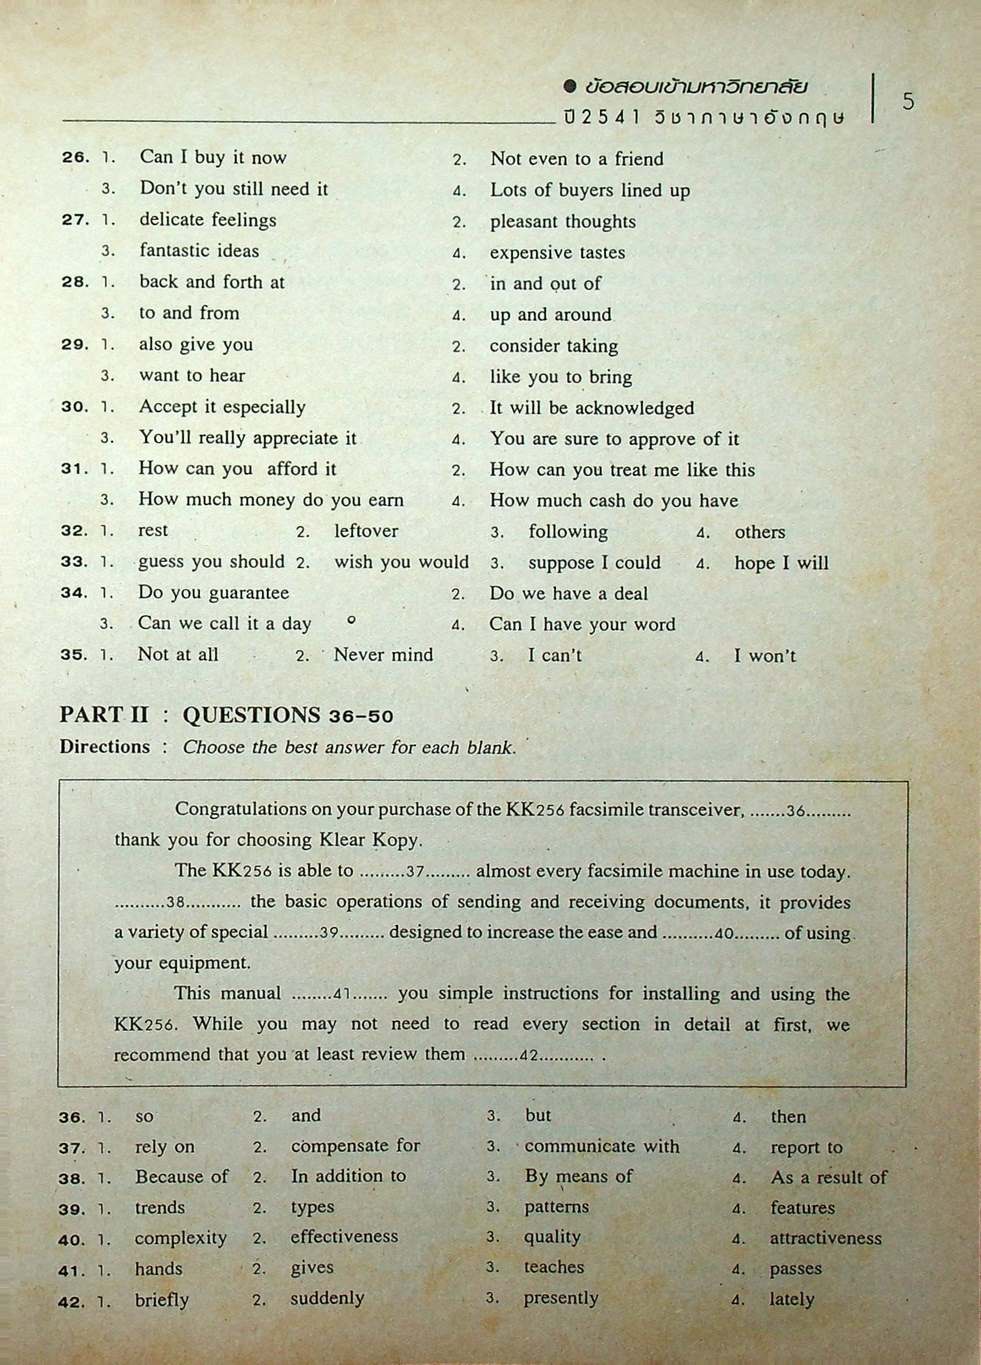 ● ข้อสอบเข้ามหาวิทยาลัย
ปี 2541 วิชาภาษาอังกฤษ 5
26. 1. Can I buy it now 2. Not even to a friend
3. Don't you still need it 4. Lots of buyers lined up
27. 1. delicate feelings 2. pleasant thoughts
3. fantastic ideas 4. expensive tastes
28. 1. back and forth at 2. in and out of
3. to and from 4. up and around
29. 1. also give you 2. consider taking
3. want to hear 4. like you to bring
30. 1. Accept it especially 2. It will be acknowledged
3. You'll really appreciate it 4. You are sure to approve of it
31. 1. How can you afford it 2. How can you treat me like this
3. How much money do you earn 4. How much cash do you have
32. 1. rest 2. leftover 3. following 4. others
33. 1. guess you should 2. wish you would 3. suppose I could 4. hope I will
34. 1. Do you guarantee 2. Do we have a deal
3. Can we call it a day 4. Can I have your word
35. 1. Not at all 2. Never mind 3. I can't 4. I won't
PART II : QUESTIONS 36-50
Directions : Choose the best answer for each blank.
Congratulations on your purchase of the KK256 facsimile transceiver, .......36.........
thank you for choosing Klear Kopy.
The KK256 is able to .........37......... almost every facsimile machine in use today.
..........38........... the basic operations of sending and receiving documents, it provides
a variety of special .........39......... designed to increase the ease and ..........40......... of using
your equipment.
This manual ........41....... you simple instructions for installing and using the
KK256. While you may not need to read every section in detail at first, we
recommend that you at least review them .........42........... .
36. 1. so 2. and 3. but 4. then
37. 1. rely on 2. compensate for 3. communicate with 4. report to
38. 1. Because of 2. In addition to 3. By means of 4. As a result of
39. 1. trends 2. types 3. patterns 4. features
40. 1. complexity 2. effectiveness 3. quality 4. attractiveness
41. 1. hands 2. gives 3. teaches 4. passes
42. 1. briefly 2. suddenly 3. presently 4. lately